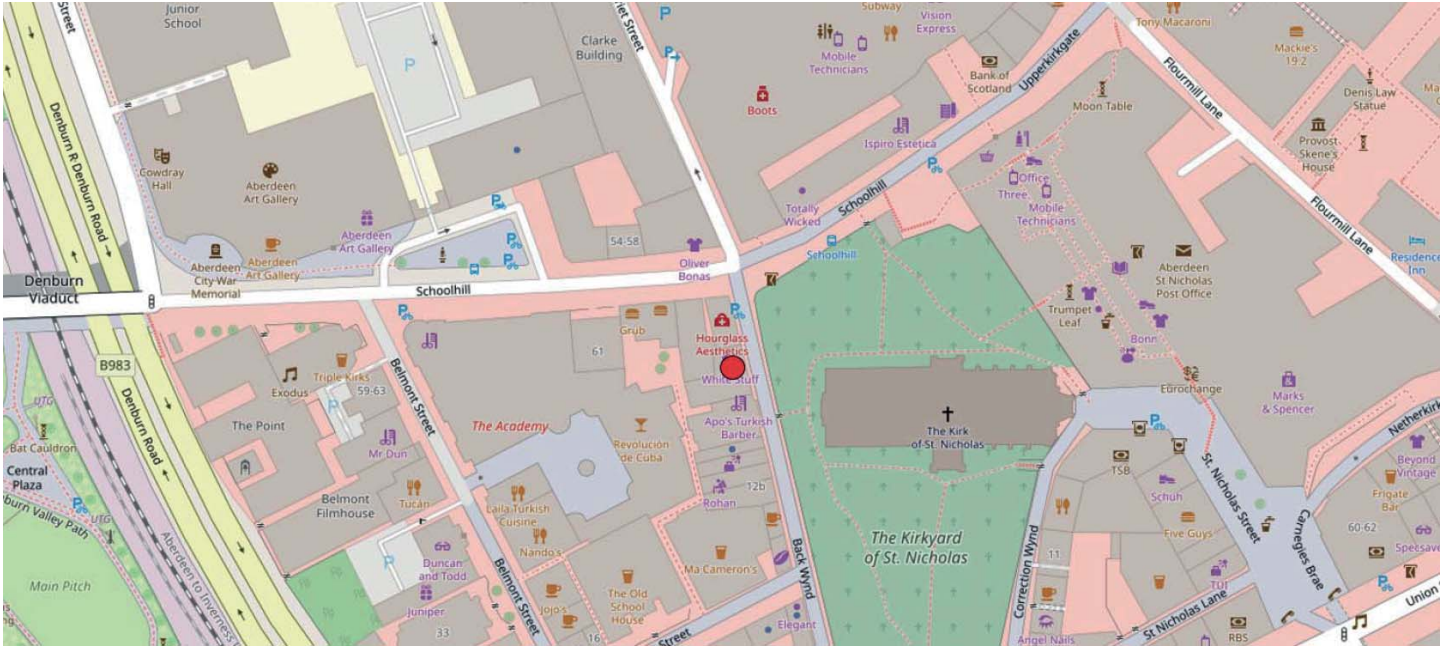 Junior
School
Street
Denburn R
Denburn Road
Cowdray
Hall
Aberdeen
Art Gallery
P
Aberdeen
Art Gallery
Aberdeen
City War
Memorial
Aberdeen
Art Gallery
Denburn
Viaduct
Schoolhill
B983
Clarke
Building
P
P
Subway
Vision
Express
Mobile
Technicians
Boots
Bank of
Scotland
Upperkirkgate
Tony Macaroni
Mackie's
19.2
Flourmill Lane
Denis Law
Statue
Moon Table
Provost
Skene's
House
Ispiro Estetica
Office
Three
Mobile
Technicians
Totally
Wicked
Schoolhill
Schoolhill
54-58
Oliver
Bonas
P
P
P
P
P
P
Flourmill Lane
Residence
Inn
Aberdeen
St Nicholas
Post Office
Trumpet
Leaf
Bonn
Eurochange
Marks
& Spencer
Grub
61
Hourglass
Aesthetics
White Stuff
Apo's Turkish
Barber
Rohan
12b
Back Wynd
Belmont Street
Exodus
Triple Kirks
59-63
P
The Point
Mr Dun
The Academy
Revolución
de Cuba
UTG
Bat Cauldron
Central
Plaza
P
UTG
Denburn Road
Main Pitch
Aberdeen to Inverness
Belmont
Filmhouse
Tucán
Laila Turkish
Cuisine
Nando's
P
Duncan
and Todd
Juniper
33
Belmont Street
Jojo's
16
The Old
School
House
Ma Cameron's
Street
Elegant
The Kirk
of St. Nicholas
The Kirkyard
of St. Nicholas
Correction Wynd
11
Angel Nails
P
TSB
Schuh
Five Guys
TUI
St Nicholas Lane
RBS
St. Nicholas Street
Carnegies Brae
Netherkirk
Beyond
Vintage
Frigate
Bar
60-62
Specsave
P
Union